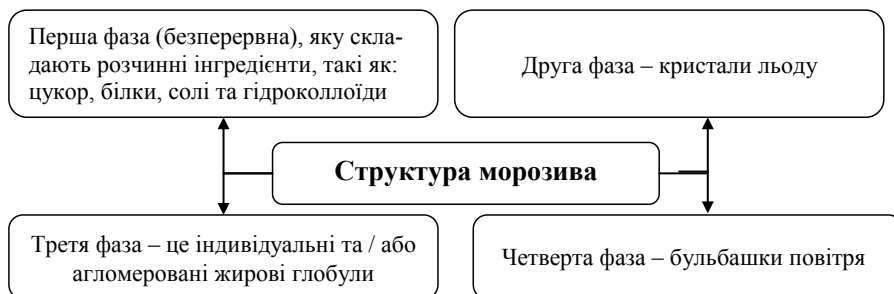 Перша фаза (безперервна), яку скла-
дають розчинні інгредієнти, такі як:
цукор, білки, солі та гідроколлоїди
Друга фаза – кристали льоду
Структура морозива
Третя фаза – це індивідуальні та / або
агломеровані жирові глобули
Четверта фаза – бульбашки повітря